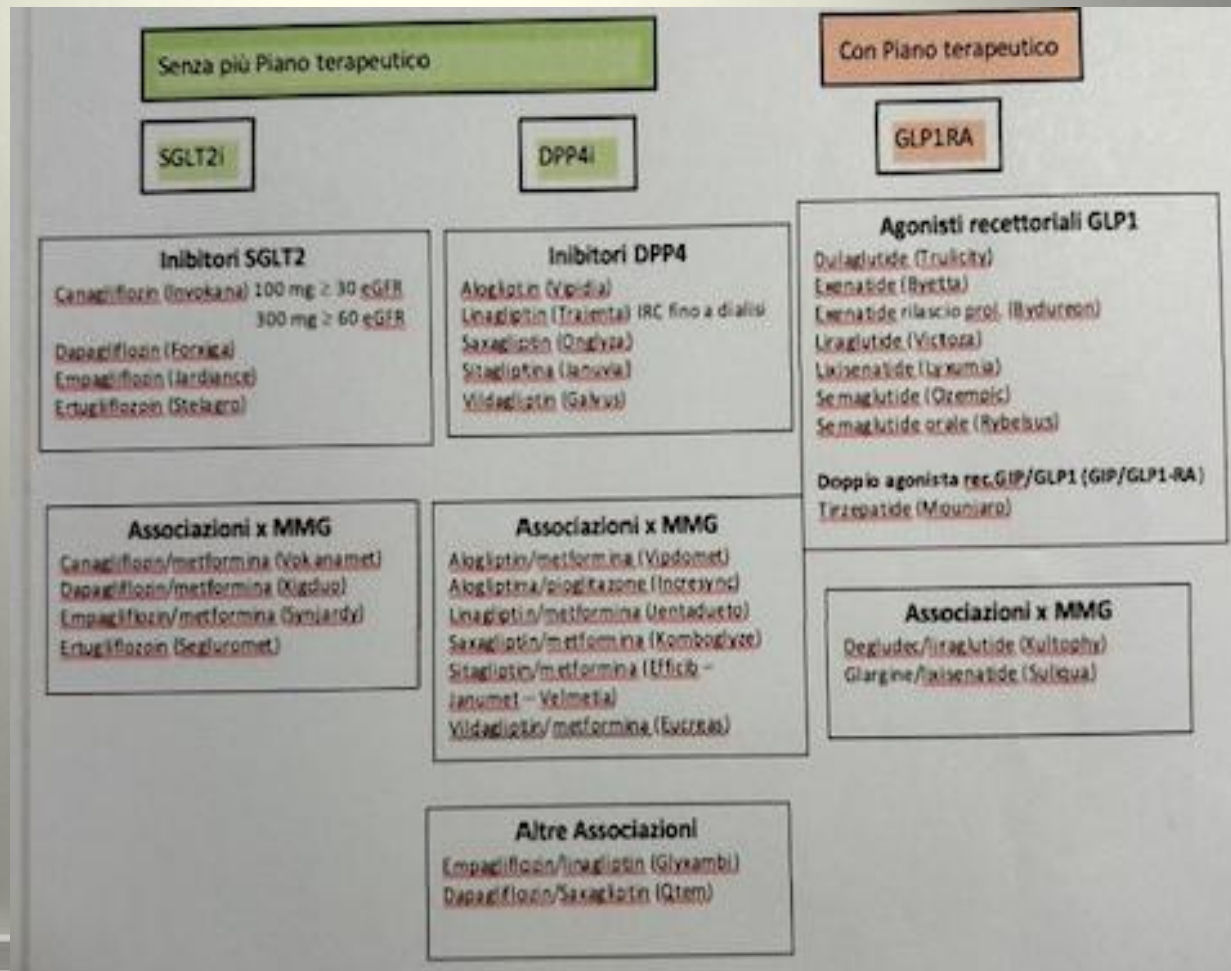 Senza più Piano terapeutico
Con Piano terapeutico
SGLT2i
DPP4i
GLP1RA
Inibitori SGLT2
Canagliflozin (Invokana) 100 mg ≥ 30 eGFR
300 mg ≥ 60 eGFR
Dapagliflozin (Forxiga)
Empagliflozin (Jardiance)
Ertugliflozpin (Stelagro)
Inibitori DPP4
Alogliptin (Vipidia)
Linagliptin (Trajenta) IRC fino a dialisi
Saxagliptin (Onglyza)
Sitagliptina (Januvia)
Vildagliptin (Galvus)
Agonisti recettoriali GLP1
Dulaglutide (Trulicity)
Exenatide (Byetta)
Exenatide rilascio prol. (Bydureon)
Liraglutide (Victoza)
Lixisenatide (Lyxumia)
Semaglutide (Ozempic)
Semaglutide orale (Rybelsus)
Doppio agonista rec.GIP/GLP1 (GIP/GLP1-RA)
Tirzepatide (Mounjaro)
Associazioni x MMG
Canagliflozin/metformina (Vokanamet)
Dapagliflozin/metformina (Xigduo)
Empagliflozin/metformina (Synjardy)
Ertugliflozpin (Segluromet)
Associazioni x MMG
Alogliptin/metformina (Vipdomet)
Alogliptina/pioglitazone (Incresync)
Linagliptin/metformina (Jentadueto)
Saxagliptin/metformina (Komboglyze)
Sitagliptin/metformina (Efficib –
Janumet – Velmetia)
Vildagliptin/metformina (Eucreas)
Associazioni x MMG
Degludec/liraglutide (Xultophy)
Glargine/lixisenatide (Suliqua)
Altre Associazioni
Empagliflozin/linagliptin (Glyxambi)
Dapagliflozin/Saxagliptin (Qtem)